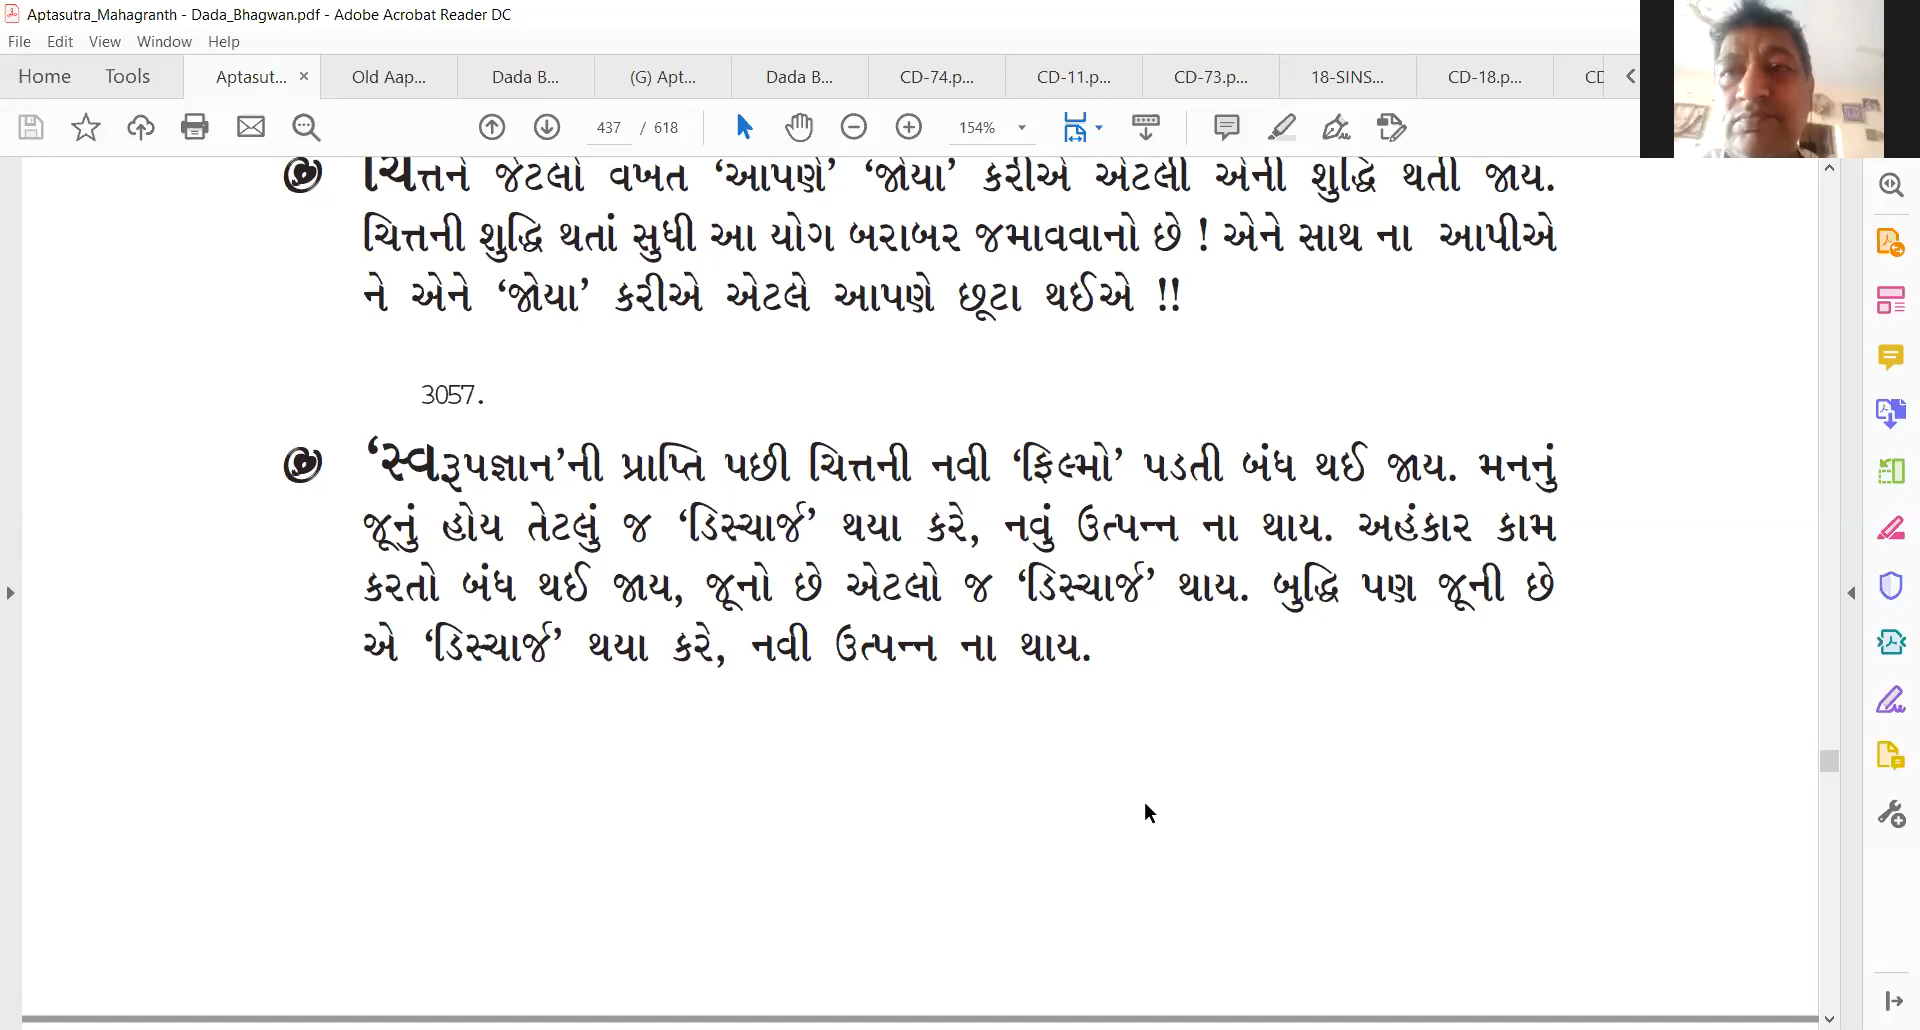 Aptasutra_Mahagranth - Dada_Bhagwan.pdf - Adobe Acrobat Reader DC
File Edit View Window Help
Home Tools Aptasut... × Old Aap... Dada B... (G) Apt... Dada B... CD-74.p... CD-11.p... CD-73.p... 18-SINS... CD-18.p... CD
437 / 618 154%
ચિત્તને જેટલો વખત ‘આપણે’ ‘જોયા’ કરીએ એટલી એની શુદ્ધિ થતી જાય.
ચિત્તની શુદ્ધિ થતાં સુધી આ યોગ બરાબર જમાવવાનો છે ! એને સાથ ના આપીએ
ને એને ‘જોયા’ કરીએ એટલે આપણે છૂટા થઈએ !!
3057.
‘સ્વરૂપજ્ઞાન’ની પ્રાપ્તિ પછી ચિત્તની નવી ‘ફિલ્મો’ પડતી બંધ થઈ જાય. મનનું
જૂનું હોય તેટલું જ ‘ડિસ્ચાર્જ’ થયા કરે, નવું ઉત્પન્ન ના થાય. અહંકાર કામ
કરતો બંધ થઈ જાય, જૂનો છે એટલો જ ‘ડિસ્ચાર્જ’ થાય. બુદ્ધિ પણ જૂની છે
એ ‘ડિસ્ચાર્જ’ થયા કરે, નવી ઉત્પન્ન ના થાય.